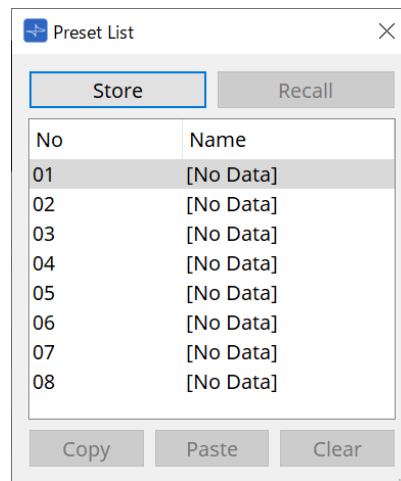 Preset List
Store Recall
No Name
01 [No Data]
02 [No Data]
03 [No Data]
04 [No Data]
05 [No Data]
06 [No Data]
07 [No Data]
08 [No Data]
Copy Paste Clear